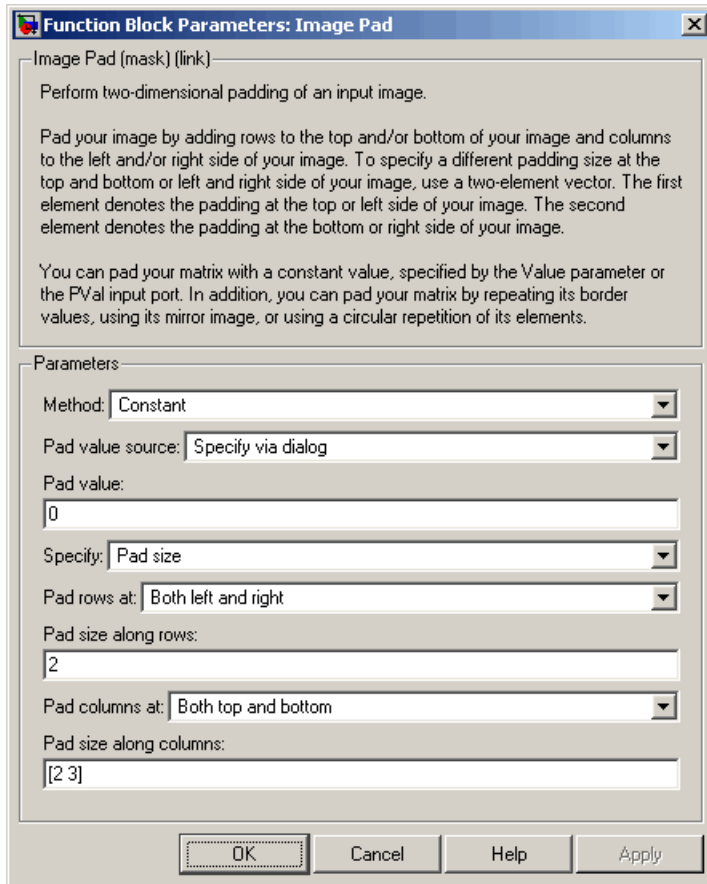 Function Block Parameters: Image Pad
Image Pad (mask) (link)
Perform two-dimensional padding of an input image.
Pad your image by adding rows to the top and/or bottom of your image and columns
to the left and/or right side of your image. To specify a different padding size at the
top and bottom or left and right side of your image, use a two-element vector. The first
element denotes the padding at the top or left side of your image. The second
element denotes the padding at the bottom or right side of your image.
You can pad your matrix with a constant value, specified by the Value parameter or
the PVal input port. In addition, you can pad your matrix by repeating its border
values, using its mirror image, or using a circular repetition of its elements.
Parameters
Method: Constant
Pad value source: Specify via dialog
Pad value:
0
Specify: Pad size
Pad rows at: Both left and right
Pad size along rows:
2
Pad columns at: Both top and bottom
Pad size along columns:
[2 3]
OK Cancel Help Apply